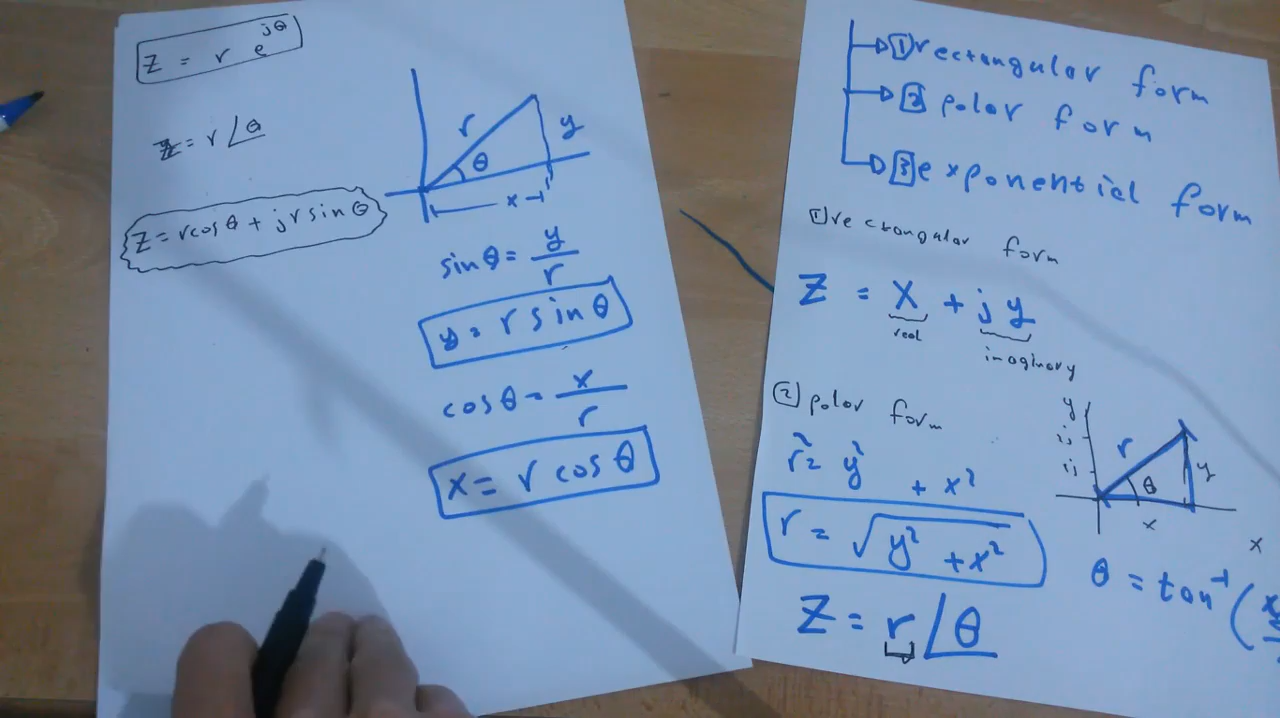 Z = r e^{jθ}
Z = r∠θ
Z = r cos θ + j r sin θ
r
θ
y
x
sin θ = y/r
y = r sin θ
cos θ = x/r
x = r cos θ
1 rectangular form
2 polar form
3 exponential form
1) rectangular form
Z = x + j y
real
imaginary
2 polar form
r² = y² + x²
r = √(y² + x²)
Z = r∠θ
y
r
θ
y
x
x
θ = tan⁻¹(